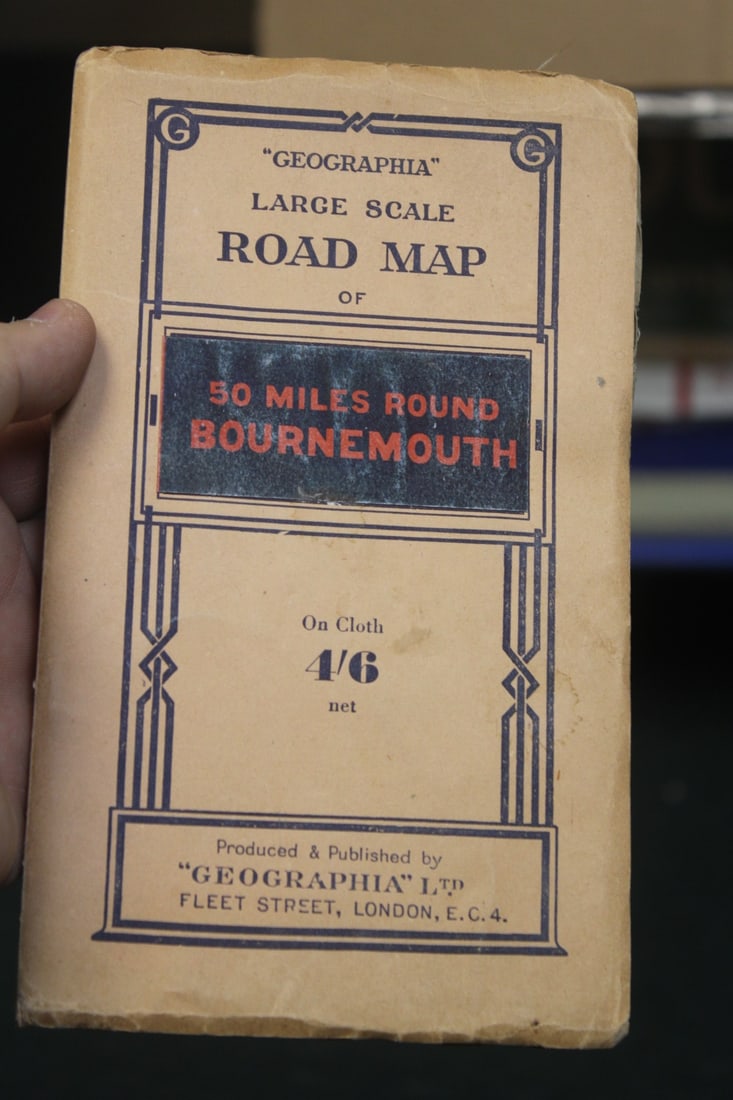 G G
"GEOGRAPHIA"
LARGE SCALE
ROAD MAP
OF
50 MILES ROUND
BOURNEMOUTH
On Cloth
4/6
net
Produced & Published by
"GEOGRAPHIA" LTD
FLEET STREET, LONDON, E.C.4.